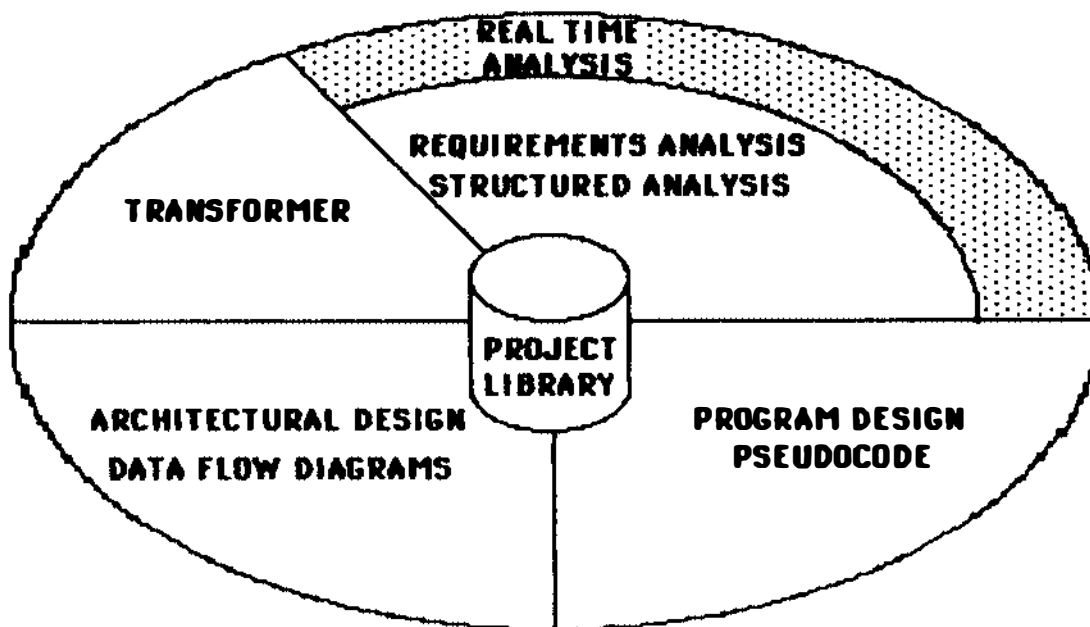 REAL TIME
ANALYSIS
REQUIREMENTS ANALYSIS
STRUCTURED ANALYSIS
TRANSFORMER
PROJECT
LIBRARY
ARCHITECTURAL DESIGN
DATA FLOW DIAGRAMS
PROGRAM DESIGN
PSEUDOCODE